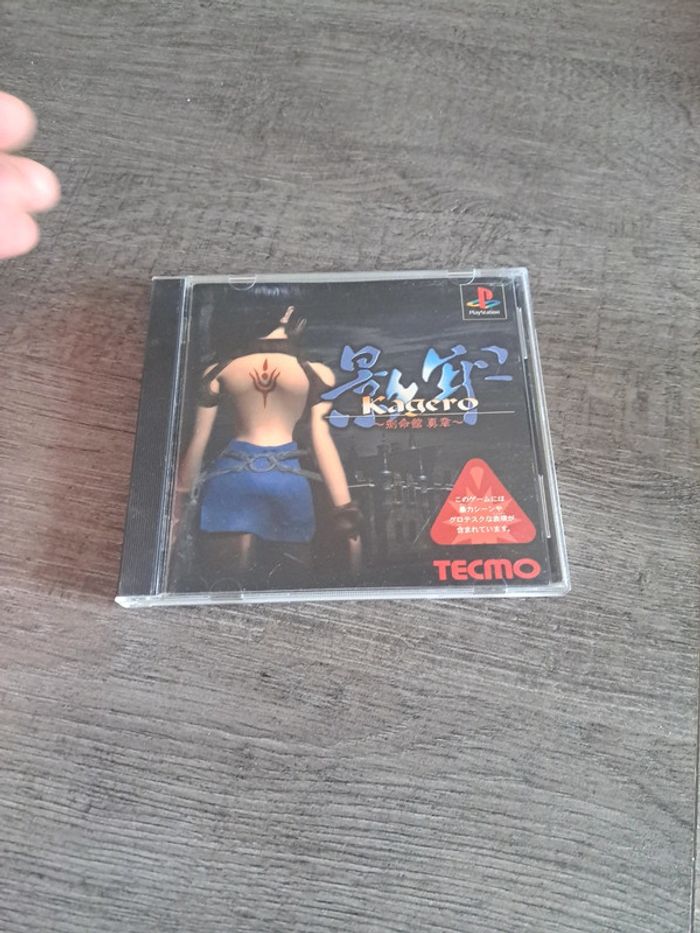 PlayStation
影牢
Kagero
〜刻命館 真章〜
このゲームには
暴力シーンや
グロテスクな表現が
含まれています。
TECMO